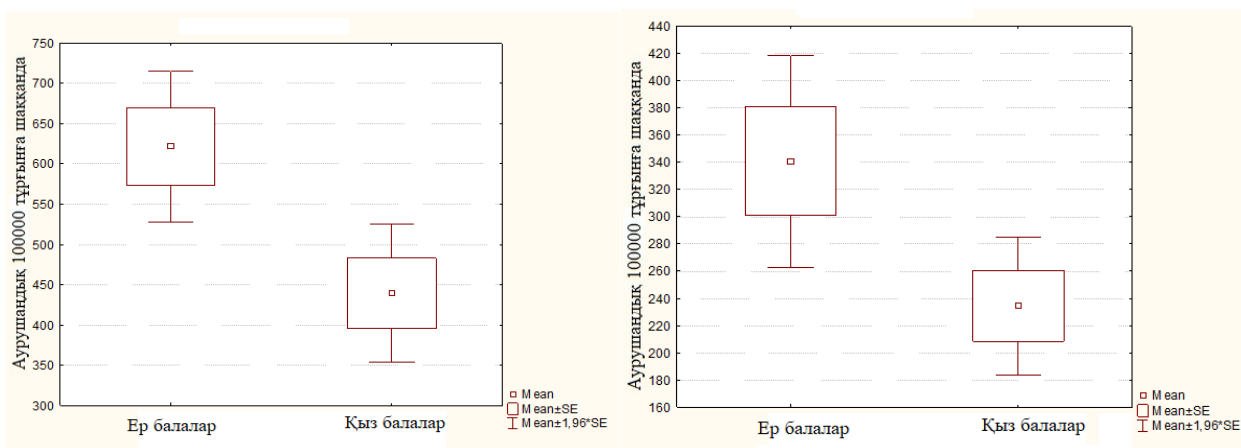 Аурушандық 100000 тұрғынға шаққанда
750
700
650
600
550
500
450
400
350
300
Ер балалар
Қыз балалар
Mean
Mean±SE
Mean±1,96*SE
Аурушандық 100000 тұрғынға шаққанда
440
420
400
380
360
340
320
300
280
260
240
220
200
180
160
Ер балалар
Қыз балалар
Mean
Mean±SE
Mean±1,96*SE